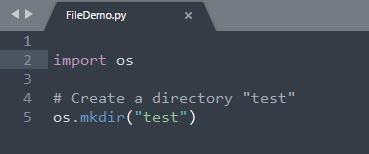 FileDemo.py
1
2 import os
3
4 # Create a directory "test"
5 os.mkdir("test")